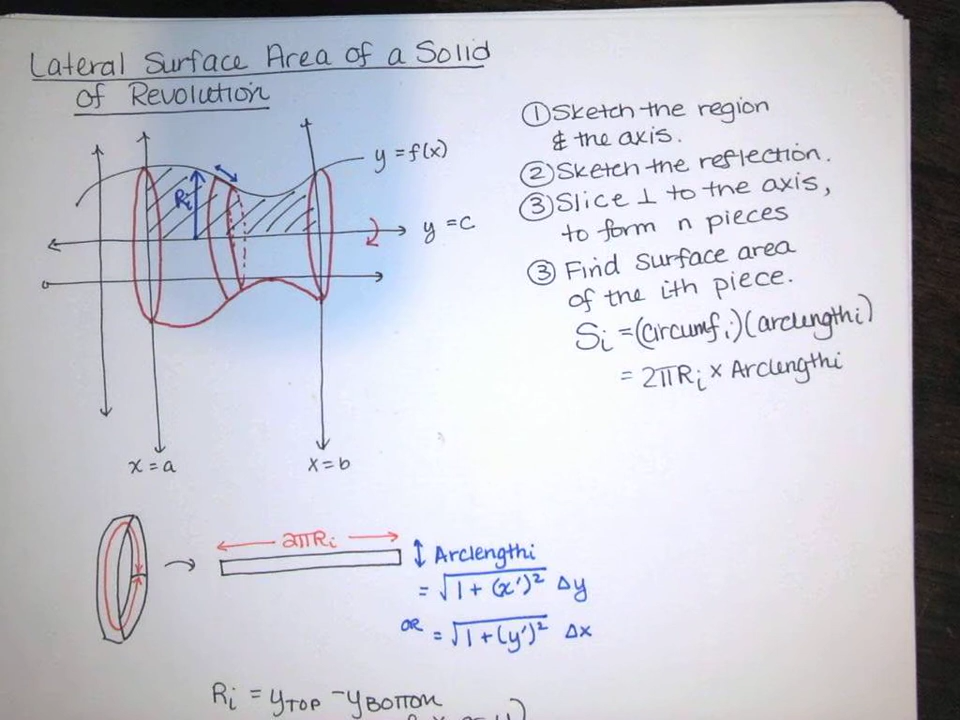 Lateral Surface Area of a Solid
of Revolution
① Sketch the region
& the axis.
② Sketch the reflection.
③ Slice ⊥ to the axis,
to form n pieces
③ Find surface area
of the ith piece.
Sᵢ = (circumfᵢ)(arclengthᵢ)
= 2πRᵢ × Arclengthᵢ
y = f(x)
Rᵢ
y = c
x = a
x = b
2πRᵢ
Arclengthᵢ
= √1 + (x')² Δy
OR = √1 + (y')² Δx
Rᵢ = yTOP - yBOTTOM